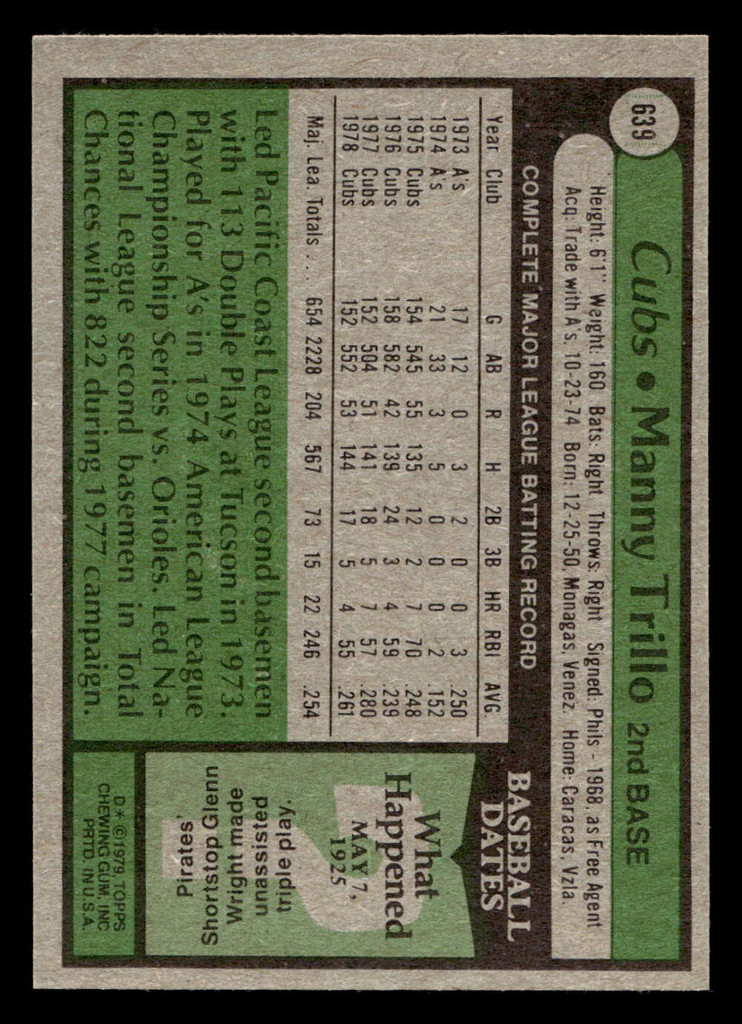 639
Cubs • Manny Trillo 2nd BASE
Height: 6'1" Weight: 160 Bats: Right Throws: Right Signed: Phils - 1968, as Free Agent
Acq: Trade with A's, 10-23-74 Born: 12-25-50, Monagas, Venez. Home: Caracas, Vzla.
COMPLETE MAJOR LEAGUE BATTING RECORD
Year Club G AB R H 2B 3B HR RBI AVG
1973 A's 17 12 0 3 2 0 0 3 .250
1974 A's 21 33 3 5 0 0 0 2 .152
1975 Cubs 154 545 55 135 12 2 7 70 .248
1976 Cubs 158 582 42 139 24 3 4 59 .239
1977 Cubs 152 504 51 141 18 5 7 57 .280
1978 Cubs 152 552 53 144 17 5 4 55 .261
Maj. Lea. Totals . . . 654 2228 204 567 73 15 22 246 .254
Led Pacific Coast League second basemen
with 113 Double Plays at Tucson in 1973.
Played for A's in 1974 American League
Championship Series vs. Orioles. Led Na-
tional League second basemen in Total
Chances with 822 during 1977 campaign.
BASEBALL
DATES
What
Happened
MAY 7,
1925
Pirates'
Shortstop Glenn
Wright made
unassisted
triple play.
D* ©1979, TOPPS
CHEWING GUM, INC
PRTD. IN U.S.A.